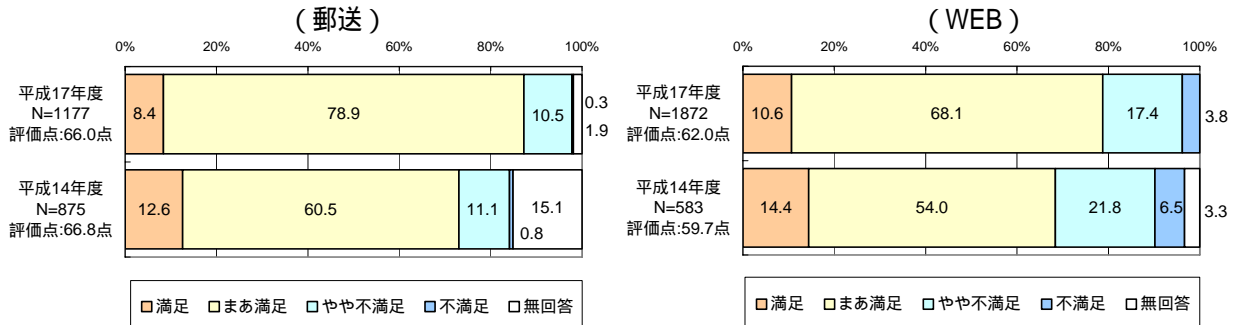 (郵送)
0% 20% 40% 60% 80% 100%
平成17年度
N=1177
評価点:66.0点
8.4 78.9 10.5 0.3
1.9
平成14年度
N=875
評価点:66.8点
12.6 60.5 11.1 15.1
0.8
■満足 □まあ満足 □やや不満足 ■不満足 □無回答
(WEB)
0% 20% 40% 60% 80% 100%
平成17年度
N=1872
評価点:62.0点
10.6 68.1 17.4 3.8
平成14年度
N=583
評価点:59.7点
14.4 54.0 21.8 6.5 3.3
■満足 □まあ満足 □やや不満足 ■不満足 □無回答